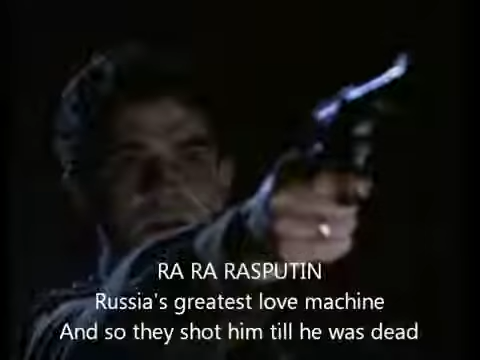 RA RA RASPUTIN
Russia's greatest love machine
And so they shot him till he was dead